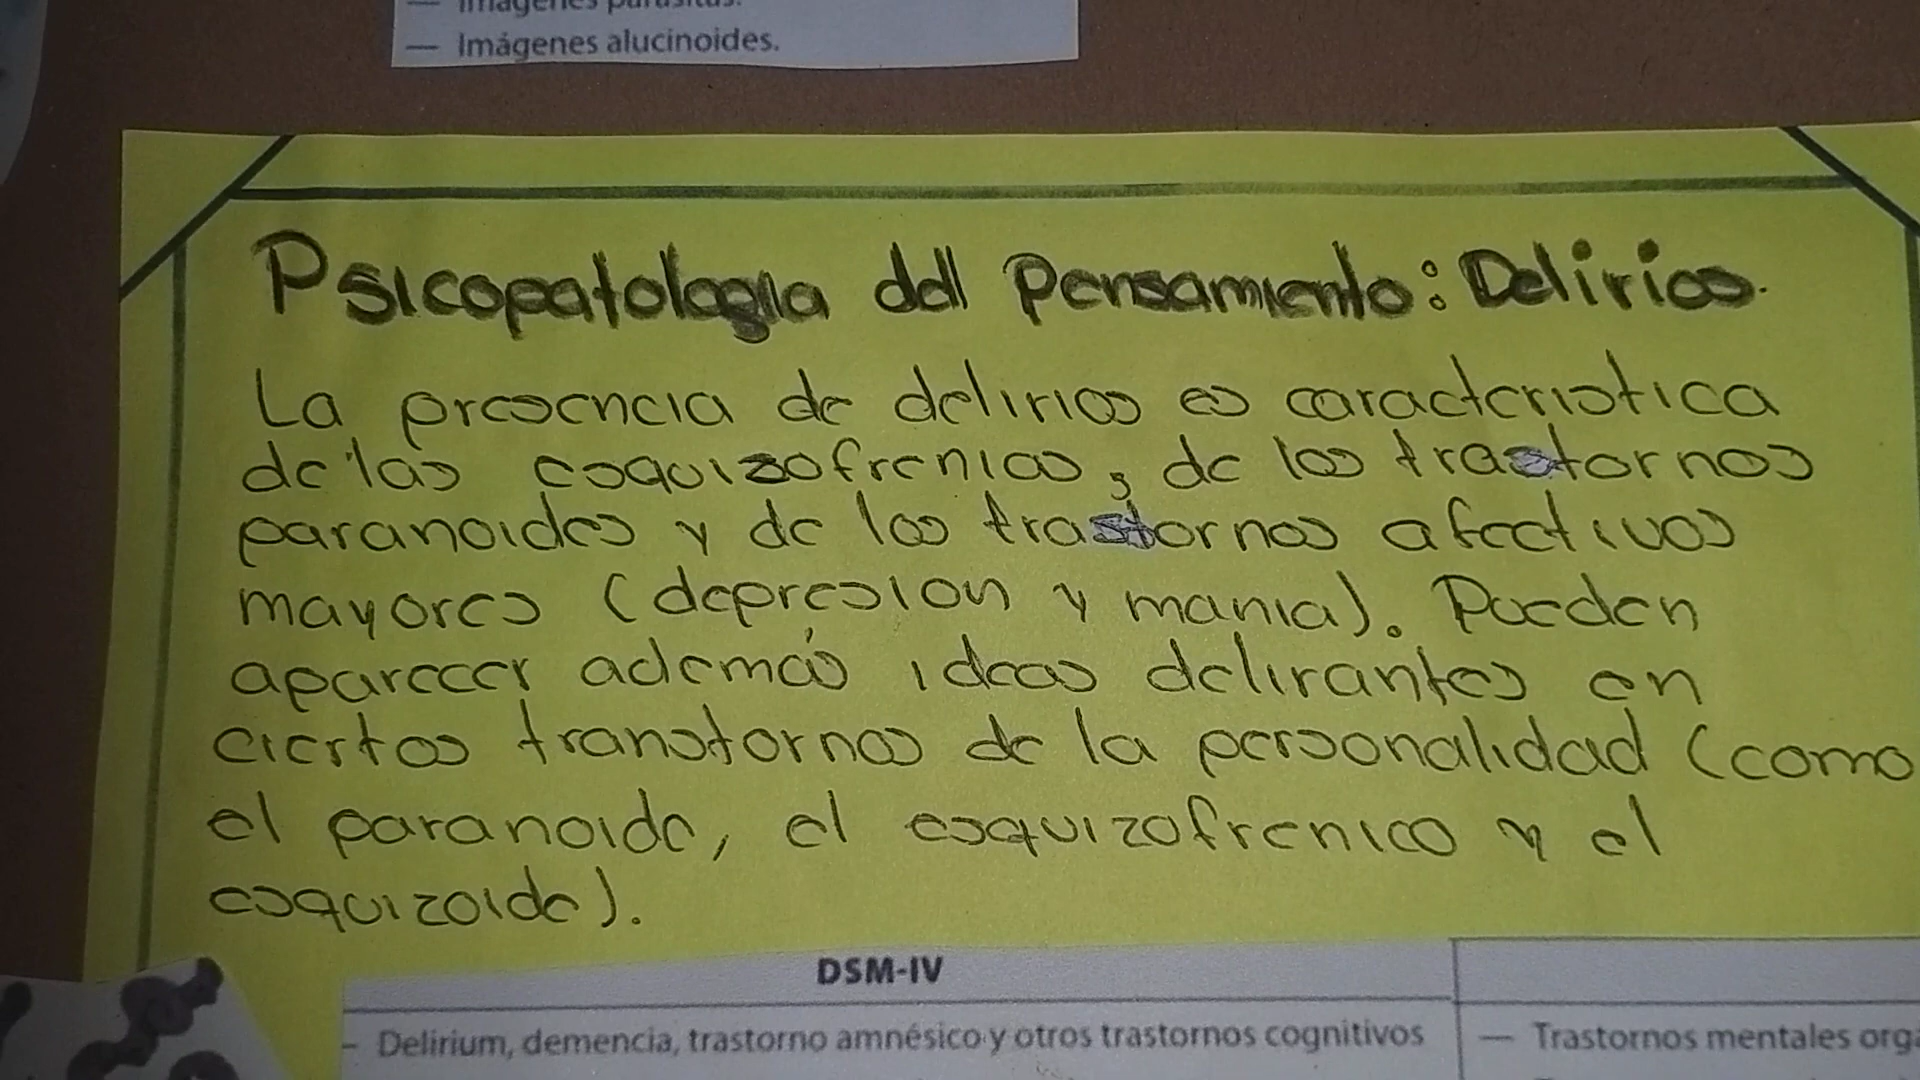 — Imágenes parásitas.
— Imágenes alucinoides.
Psicopatologia del Pensamiento: Delirios.
La presencia de delirios es caracteristica
de las esquizofrenias, de los trastornos
paranoides y de los trastornos afectivos
mayores (depresion y mania). Pueden
aparecer además ideas delirantes en
ciertos transtornos de la personalidad (como
el paranoide, el esquizofrenico y el
esquizoide).
DSM-IV
– Delirium, demencia, trastorno amnésico y otros trastornos cognitivos
— Trastornos mentales